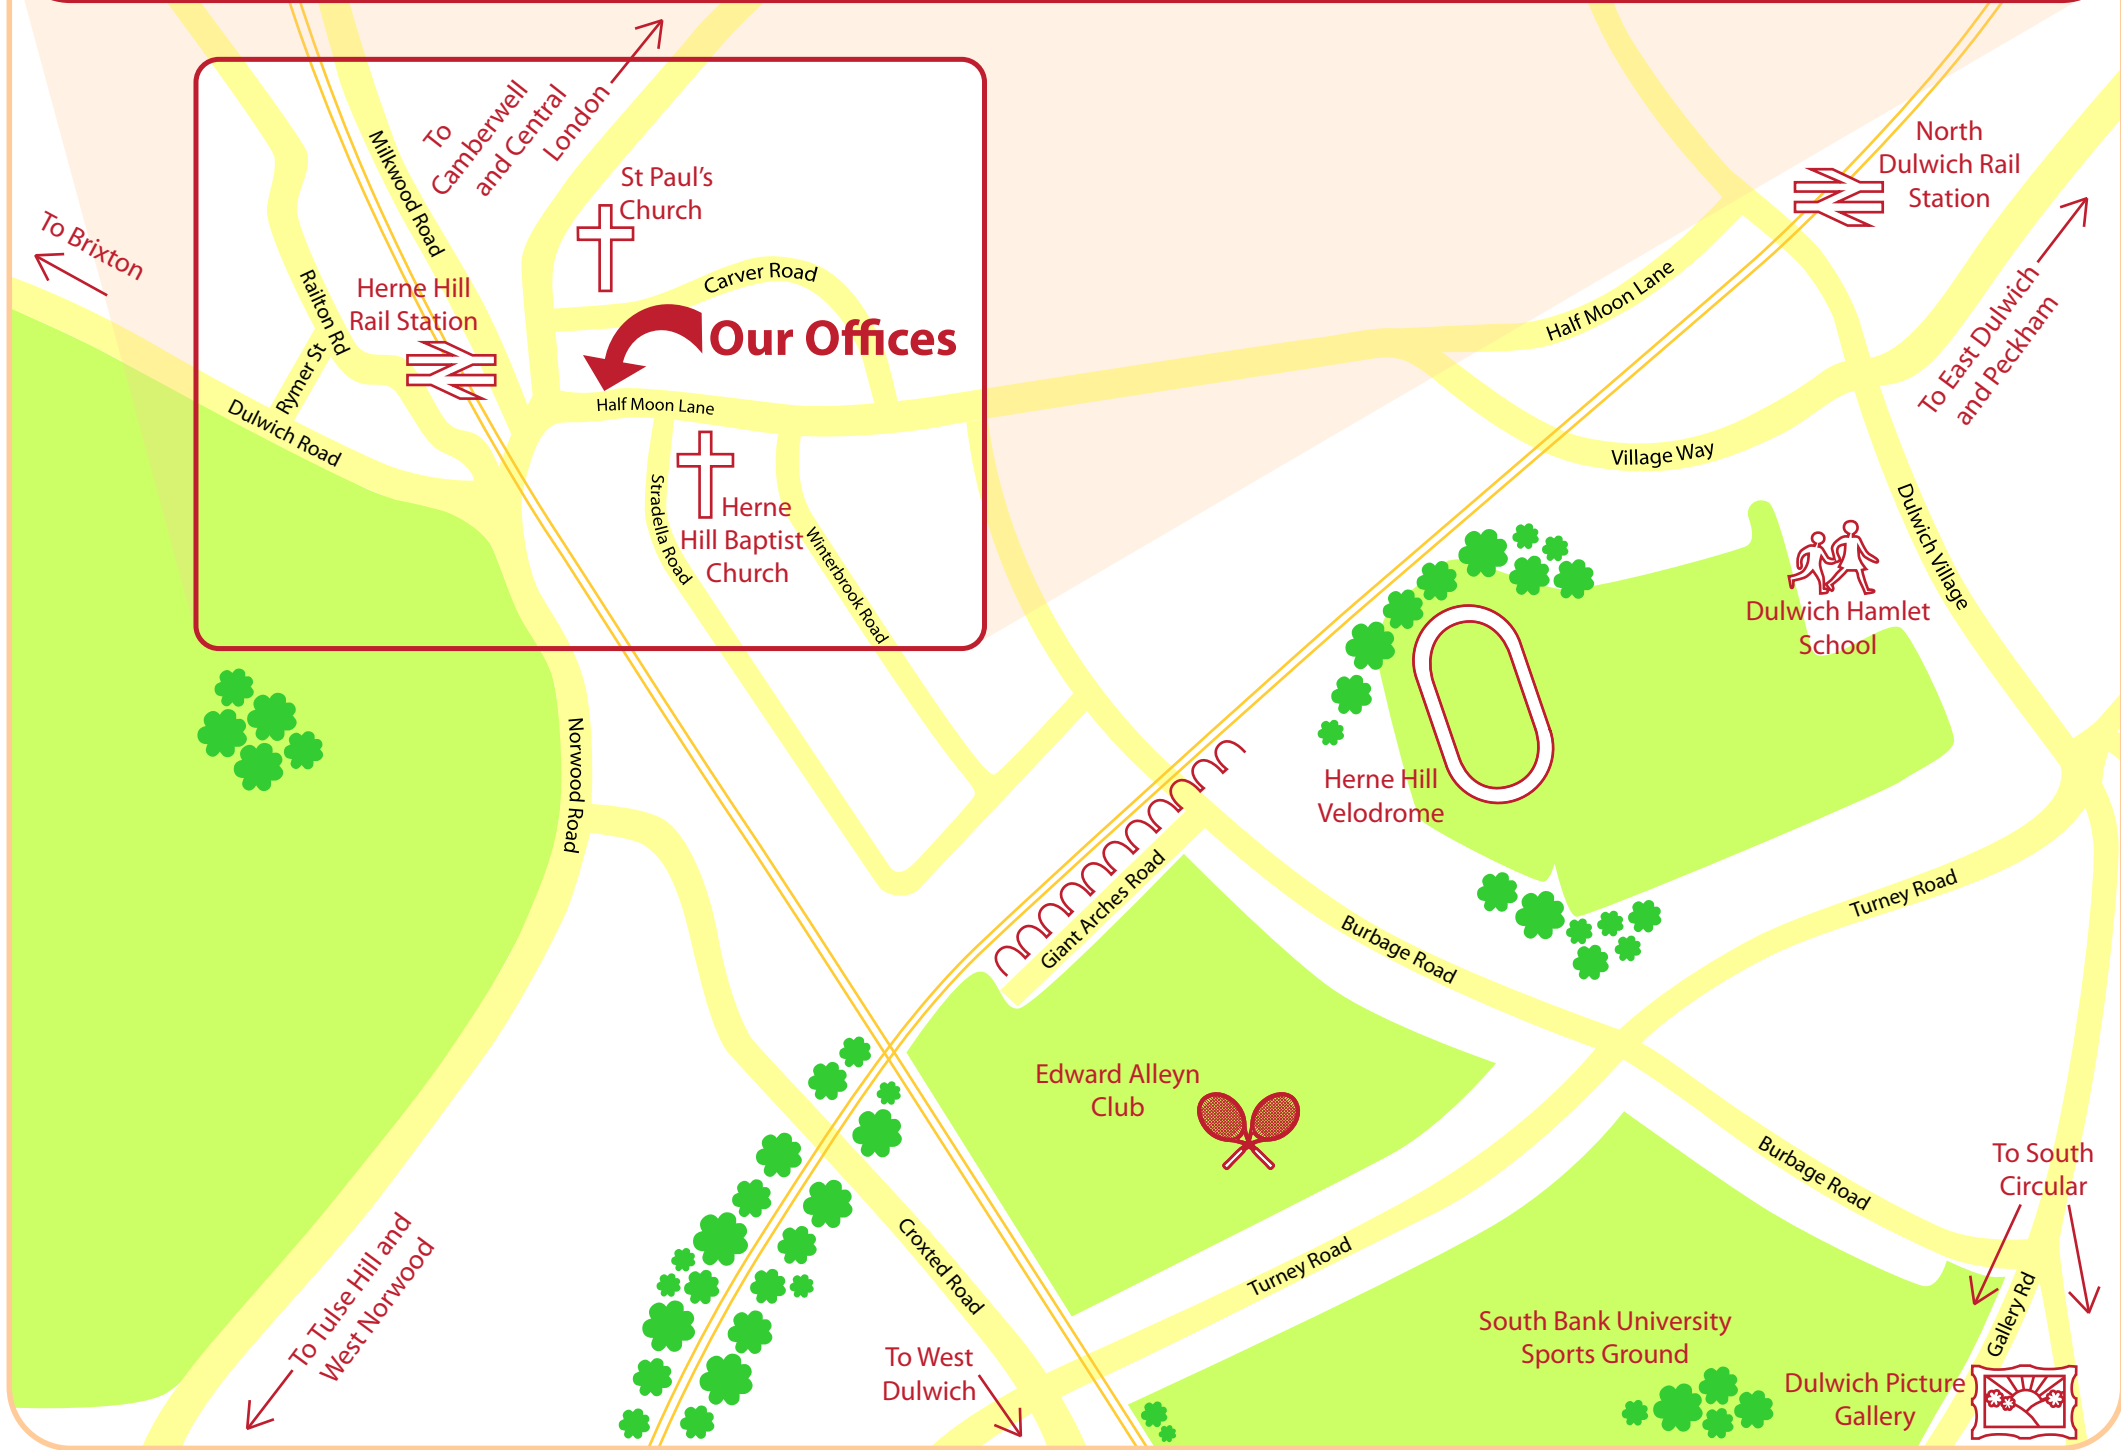 To
Camberwell
and Central
London
Milkwood Road
St Paul's
Church
North
Dulwich Rail
Station
To Brixton
Railton Rd
Herne Hill
Rail Station
Carver Road
Our Offices
Half Moon Lane
To East Dulwich
and Peckham
Rymer St
Dulwich Road
Half Moon Lane
Village Way
Stradella Road
Herne
Hill Baptist
Church
Winterbrook Road
Dulwich Village
Dulwich Hamlet
School
Norwood Road
Herne Hill
Velodrome
Giant Arches Road
Burbage Road
Turney Road
Edward Alleyn
Club
Burbage Road
To South
Circular
To Tulse Hill and
West Norwood
Croxted Road
Turney Road
Gallery Rd
South Bank University
Sports Ground
To West
Dulwich
Dulwich Picture
Gallery